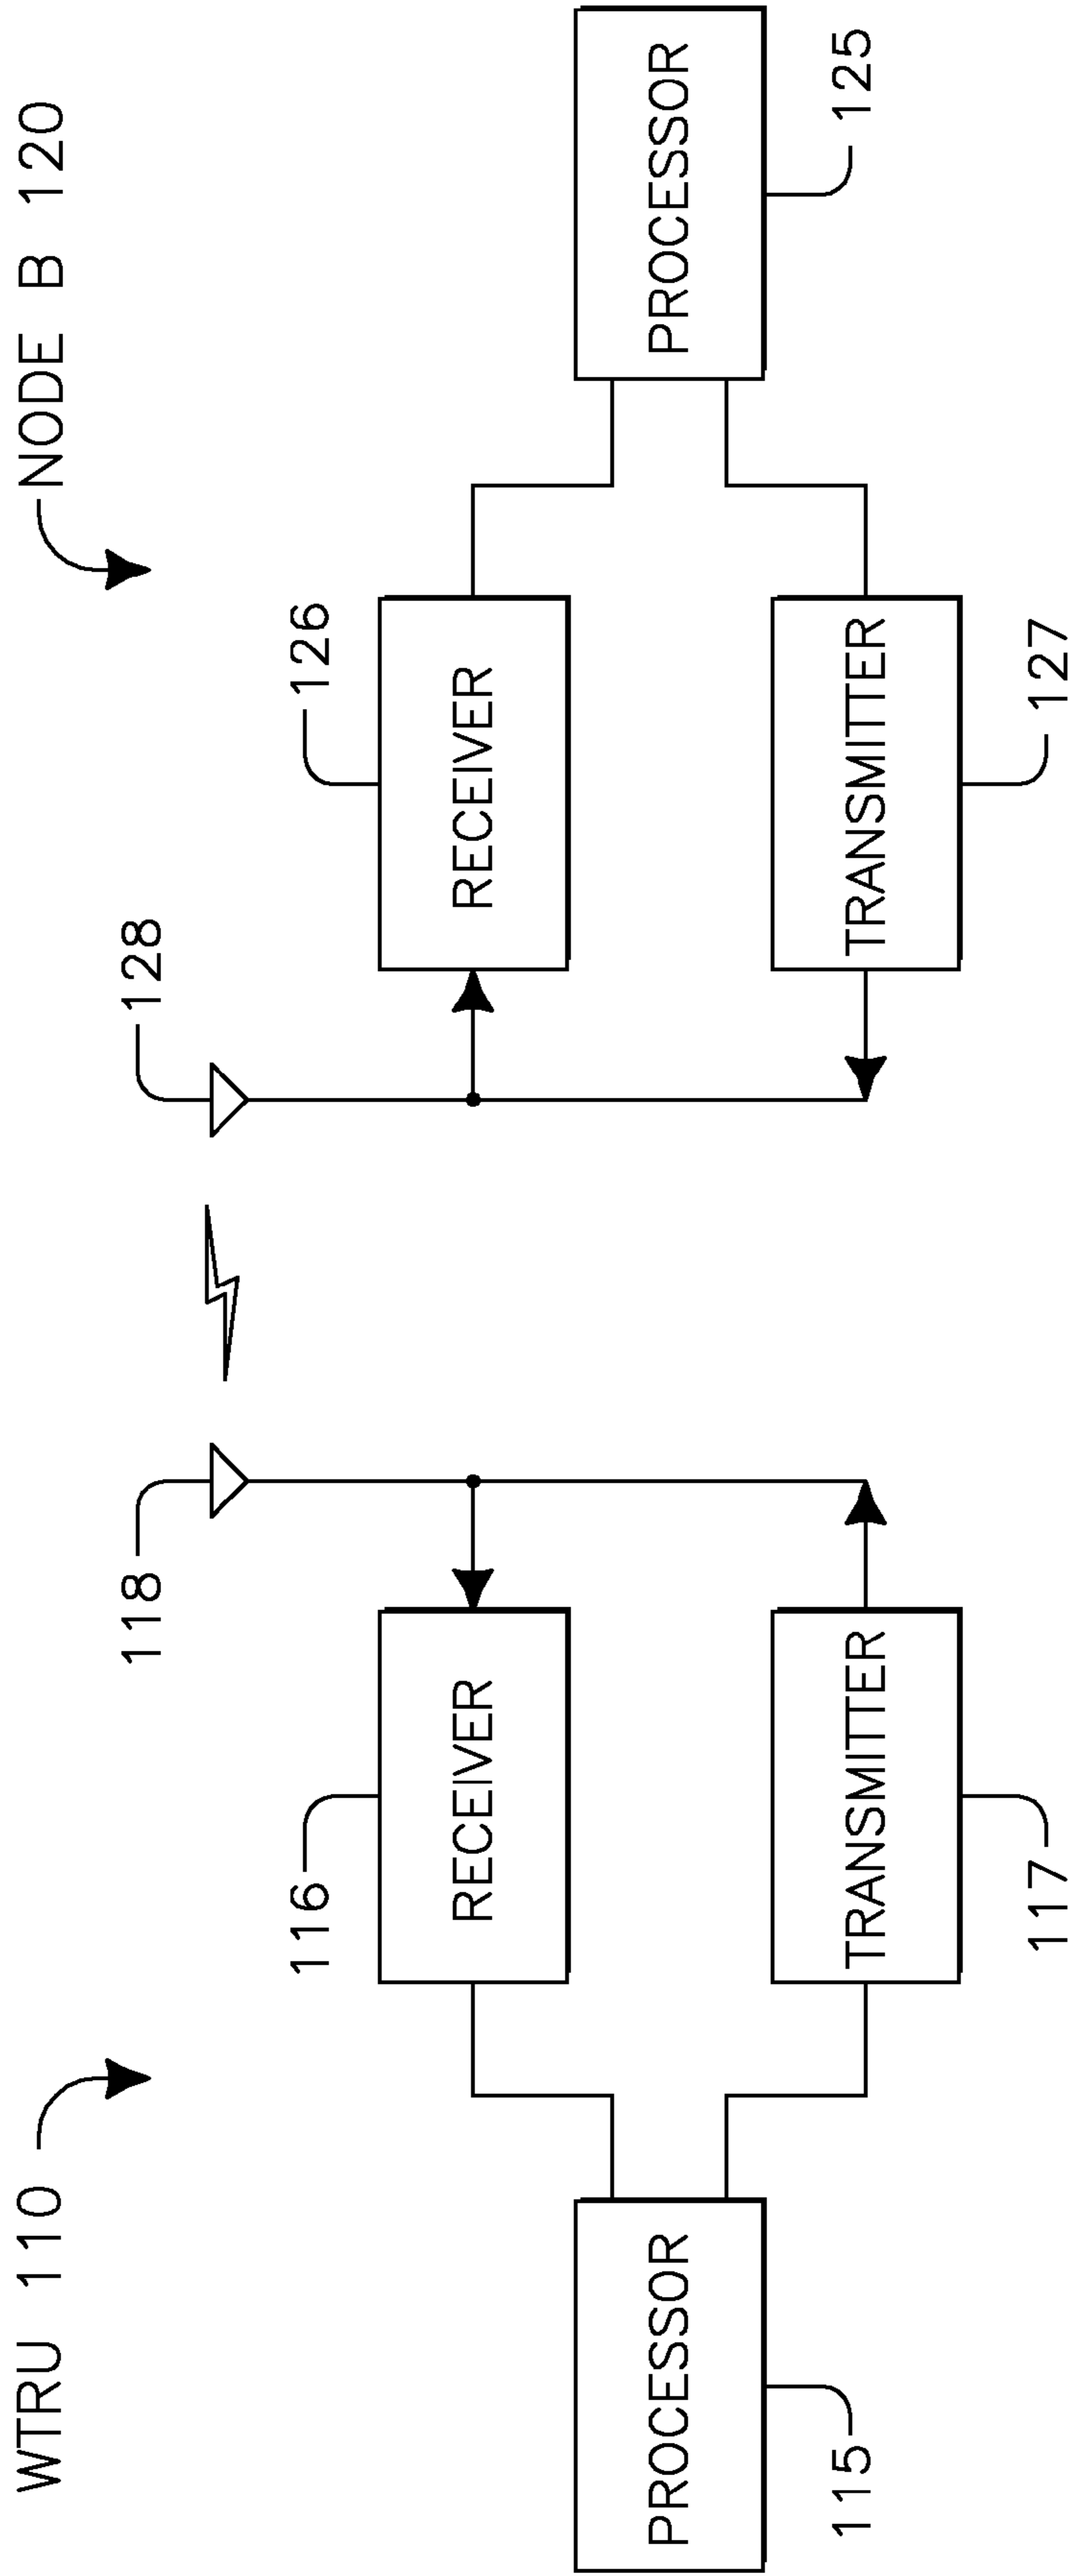 WTRU 110
NODE B 120
118
128
116
126
RECEIVER
RECEIVER
PROCESSOR
PROCESSOR
115
125
TRANSMITTER
TRANSMITTER
117
127